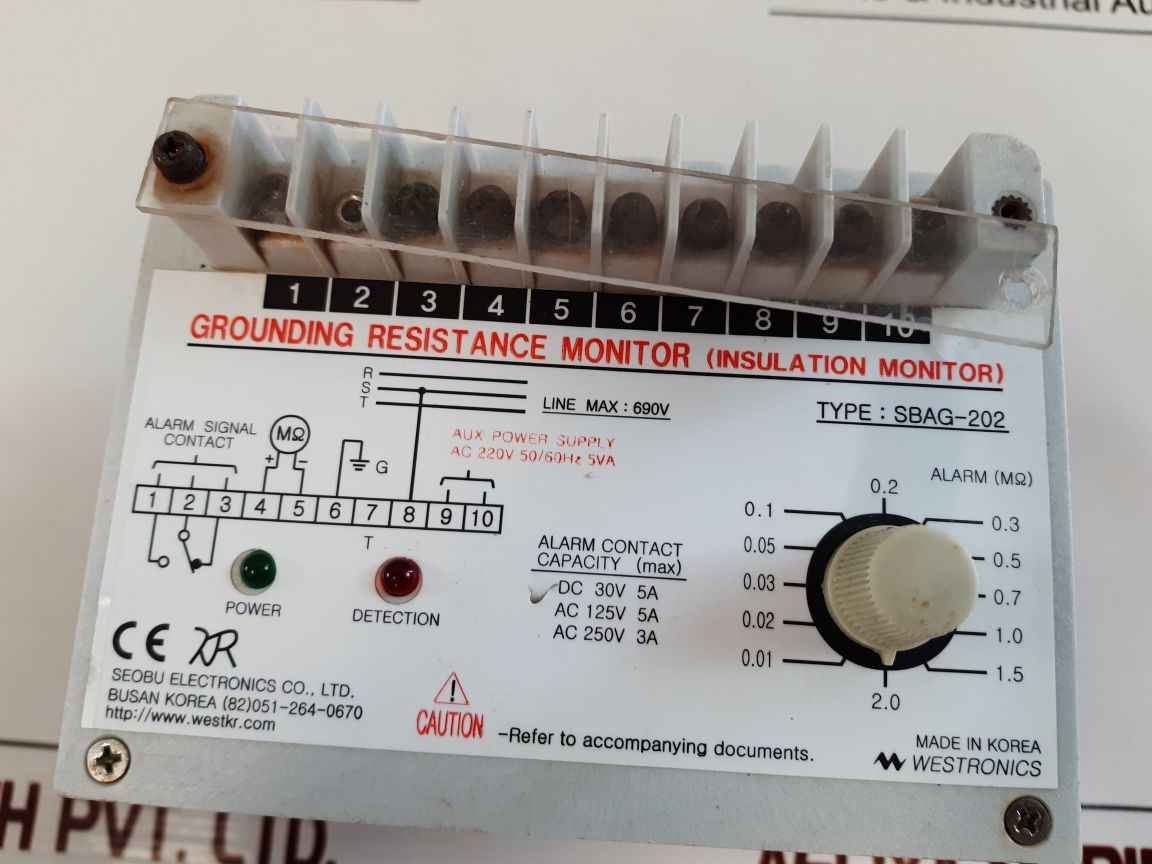 & Industrial Au
1 2 3 4 5 6 7 8 9 10
GROUNDING RESISTANCE MONITOR (INSULATION MONITOR)
R
S
T
LINE MAX : 690V
TYPE : SBAG-202
ALARM SIGNAL
CONTACT
MΩ
+ −
G
AUX POWER SUPPLY
AC 220V 50/60Hz 5VA
1 2 3 4 5 6 7 8 9 10
T
POWER
DETECTION
ALARM CONTACT
CAPACITY (max)
DC 30V 5A
AC 125V 5A
AC 250V 3A
ALARM (MΩ)
0.2
0.1
0.3
0.05
0.5
0.03
0.7
0.02
1.0
0.01
1.5
2.0
CE
SEOBU ELECTRONICS CO., LTD.
BUSAN KOREA (82)051-264-0670
http://www.westkr.com
CAUTION -Refer to accompanying documents.
MADE IN KOREA
WESTRONICS
H PVT. LTD.